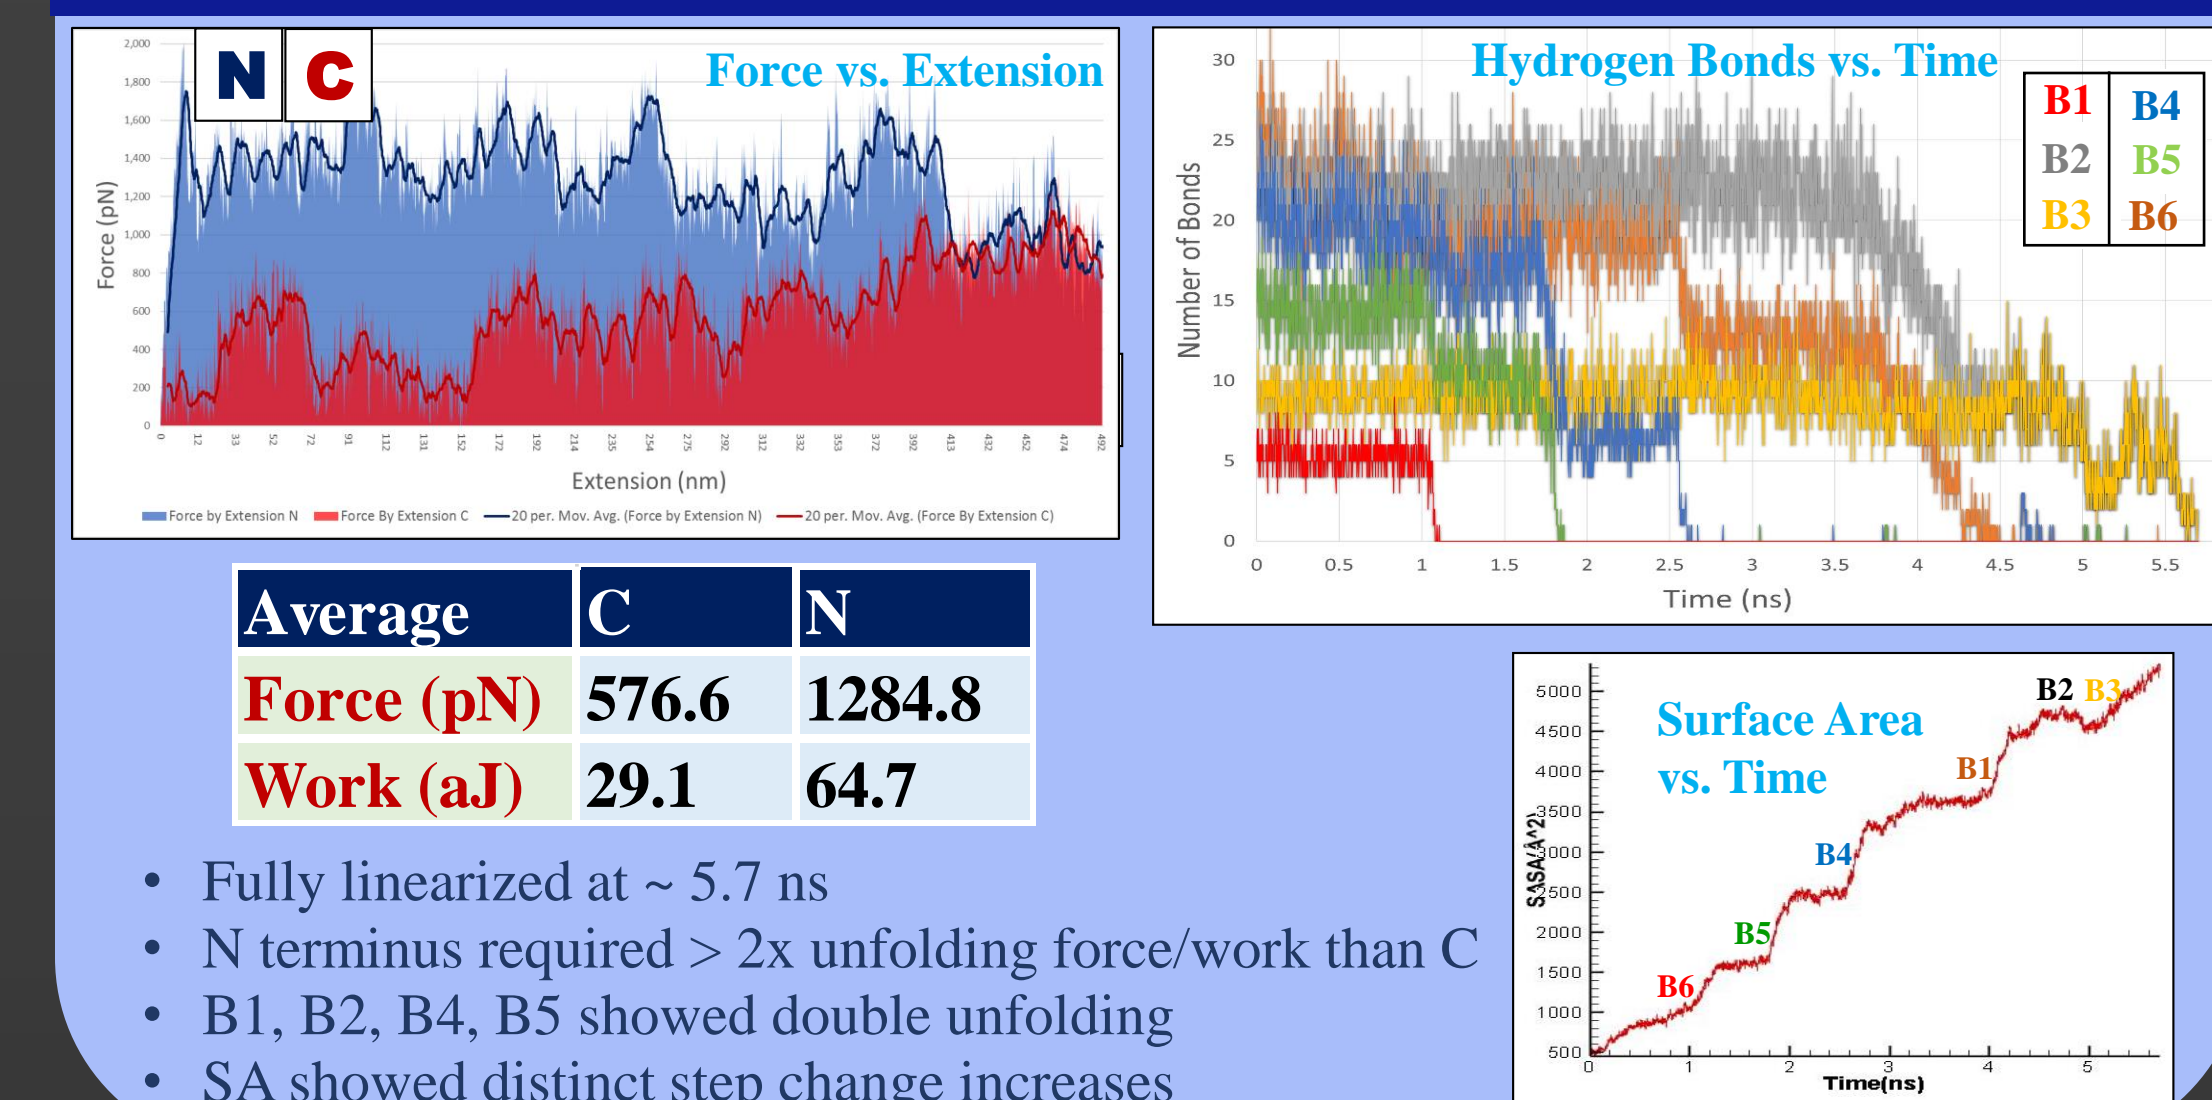 N C
Force vs. Extension
2,000
1,800
1,600
1,400
1,200
1,000
800
600
400
200
0
Force (pN)
0 12 33 52 72 91 112 131 152 172 192 214 235 254 275 292 312 332 353 372 392 413 432 452 474 492
Extension (nm)
Force by Extension N Force By Extension C 20 per. Mov. Avg. (Force by Extension N) 20 per. Mov. Avg. (Force By Extension C)
Hydrogen Bonds vs. Time
B1 B4
B2 B5
B3 B6
30
25
20
15
10
5
0
Number of Bonds
0 0.5 1 1.5 2 2.5 3 3.5 4 4.5 5 5.5
Time (ns)
Average C N
Force (pN) 576.6 1284.8
Work (aJ) 29.1 64.7
• Fully linearized at ~ 5.7 ns
• N terminus required > 2x unfolding force/work than C
• B1, B2, B4, B5 showed double unfolding
• SA showed distinct step change increases
Surface Area
vs. Time
B2 B3
B1
B4
B5
B6
5000
4500
4000
3500
3000
2500
2000
1500
1000
500
SASA(Å^2)
0 1 2 3 4 5
Time(ns)